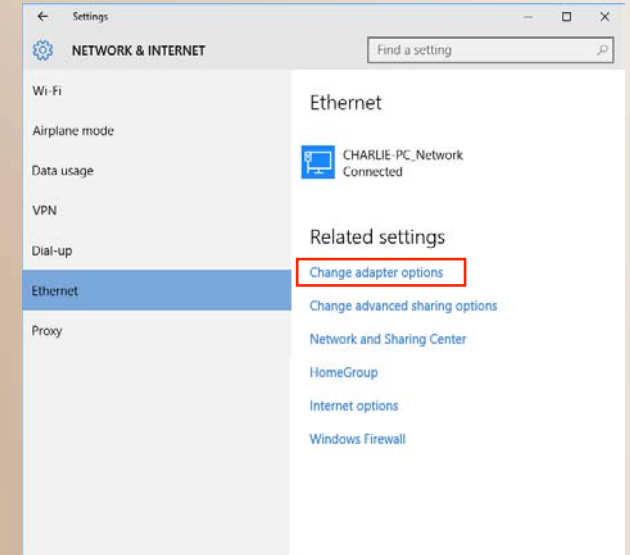 Settings
NETWORK & INTERNET
Find a setting
Wi-Fi
Airplane mode
Data usage
VPN
Dial-up
Ethernet
Proxy
Ethernet
CHARLIE-PC_Network
Connected
Related settings
Change adapter options
Change advanced sharing options
Network and Sharing Center
HomeGroup
Internet options
Windows Firewall